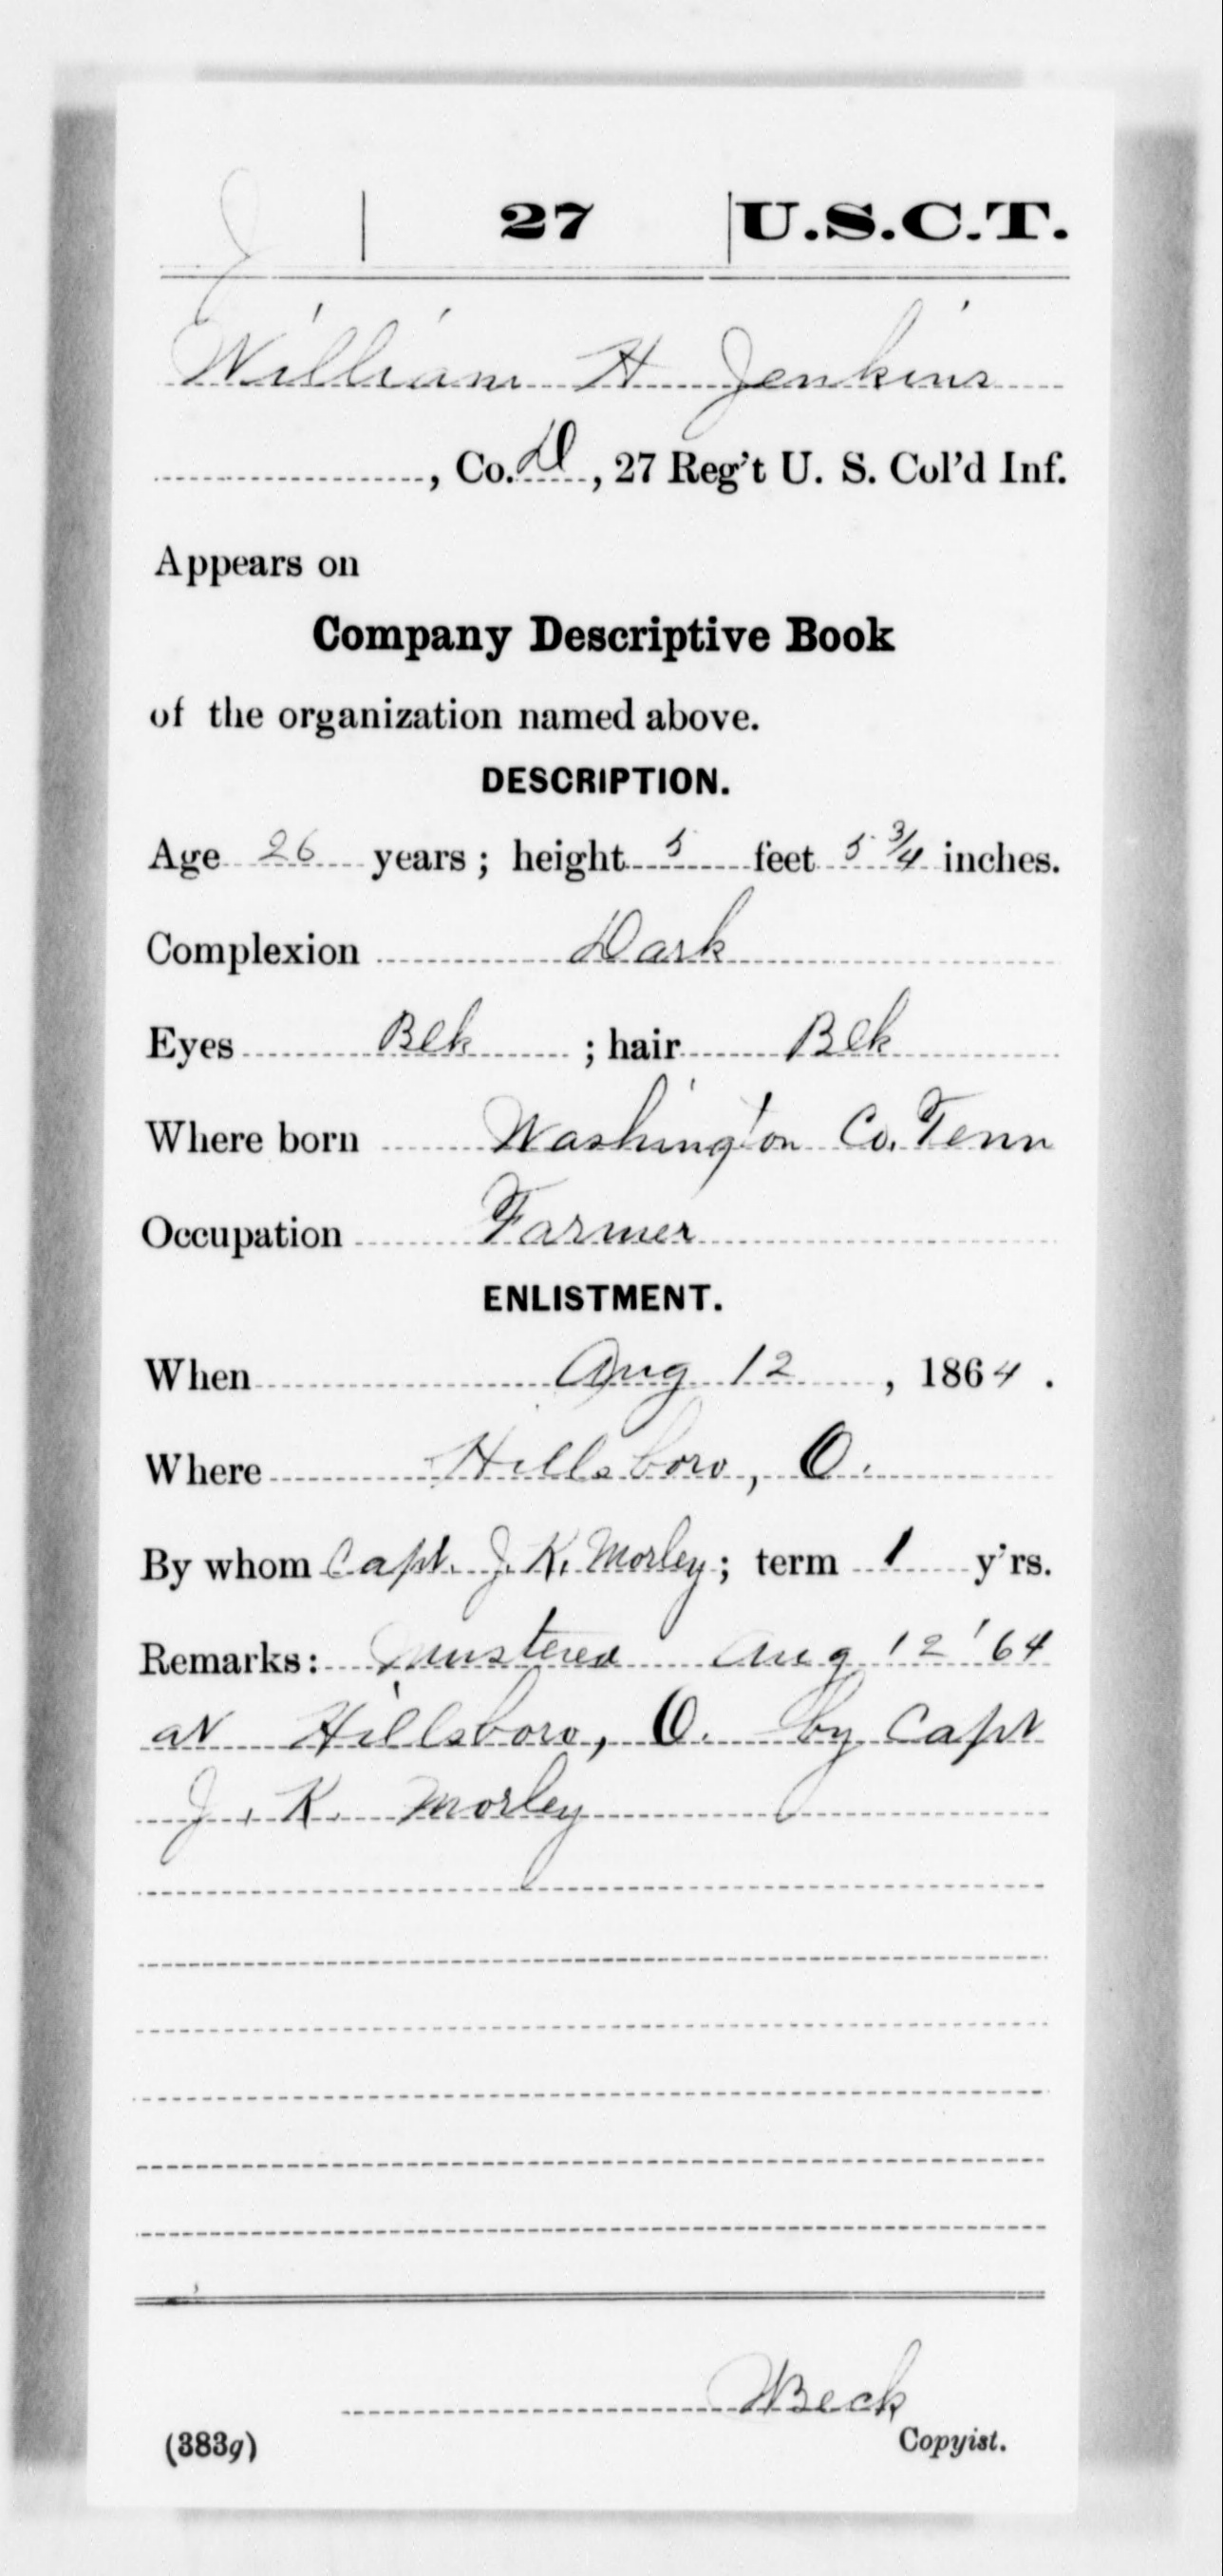 J | 27 | U.S.C.T.
William H Jenkins
, Co. D, 27 Reg't U. S. Col'd Inf.
Appears on
Company Descriptive Book
of the organization named above.
DESCRIPTION.
Age 26 years; height 5 feet 5 3/4 inches.
Complexion Dark
Eyes Blk ; hair Blk
Where born Washington Co. Tenn
Occupation Farmer
ENLISTMENT.
When Aug 12, 1864.
Where Hillsboro, O.
By whom Capt. J. K. Morley; term 1 y'rs.
Remarks: Mustered Aug 12 '64
at Hillsboro, O. by Capt
J. K. Morley
Beck
(383g) Copyist.